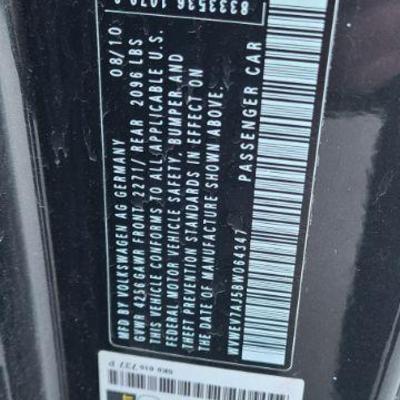 83335536 1070
MFD BY VOLKSWAGEN AG GERMANY 08/10
GVWR 4256 GAWR FRONT 2271/ REAR 2096 LBS
THIS VEHICLE CONFORMS TO ALL APPLICABLE U.S.
FEDERAL MOTOR VEHICLE SAFETY, BUMPER AND
THEFT PREVENTION STANDARDS IN EFFECT ON
DATE OF MANUFACTURE SHOWN ABOVE.
WVWEV7AJ5BW064347 PASSENGER CAR